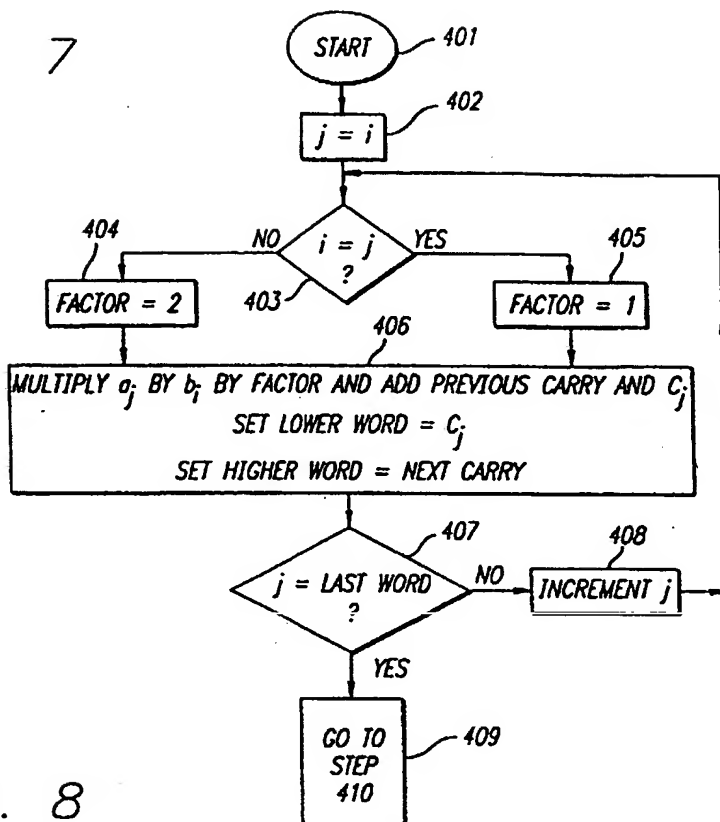 7
START
401
402
j = i
404
NO
i = j
?
YES
405
FACTOR = 2
403
FACTOR = 1
406
MULTIPLY aj BY bi BY FACTOR AND ADD PREVIOUS CARRY AND Cj
SET LOWER WORD = Cj
SET HIGHER WORD = NEXT CARRY
407
j = LAST WORD
?
NO
408
INCREMENT j
YES
GO TO
STEP
410
409
. 8